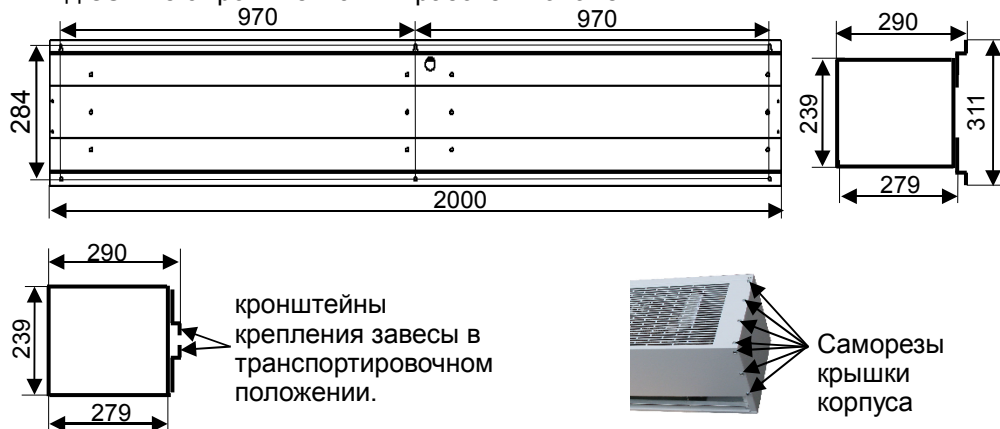 970
970
290
284
239
311
2000
279
290
239
279
кронштейны
крепления завесы в
транспортировочном
положении.
Саморезы
крышки
корпуса